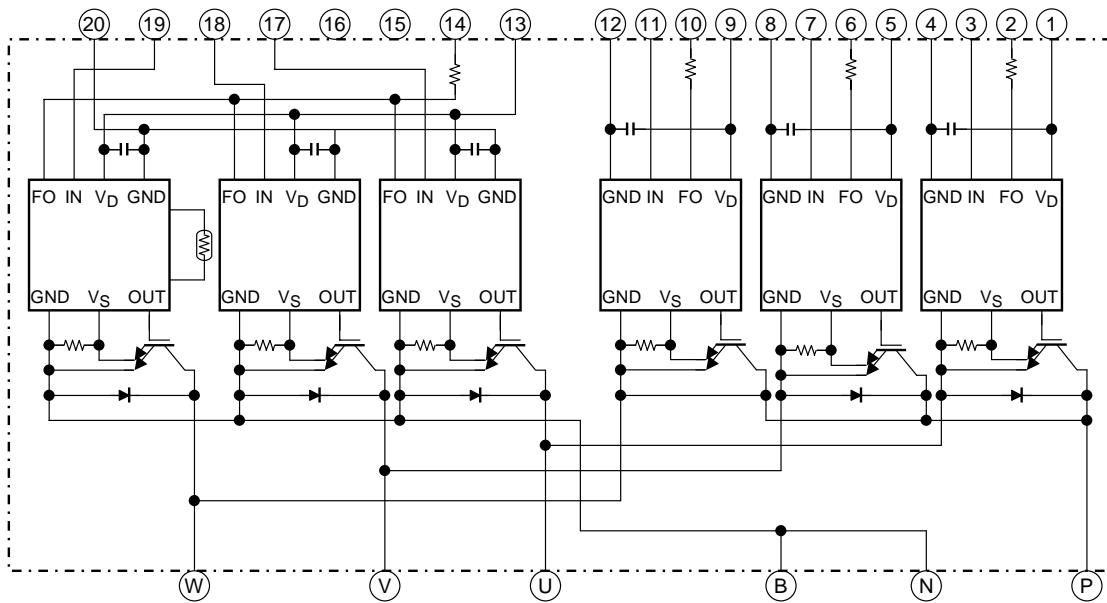 20 19 18 17 16 15 14 13 12 11 10 9 8 7 6 5 4 3 2 1
FO IN VD GND FO IN VD GND FO IN VD GND GND IN FO VD GND IN FO VD GND IN FO VD
GND VS OUT GND VS OUT GND VS OUT GND VS OUT GND VS OUT GND VS OUT
W V U B N P